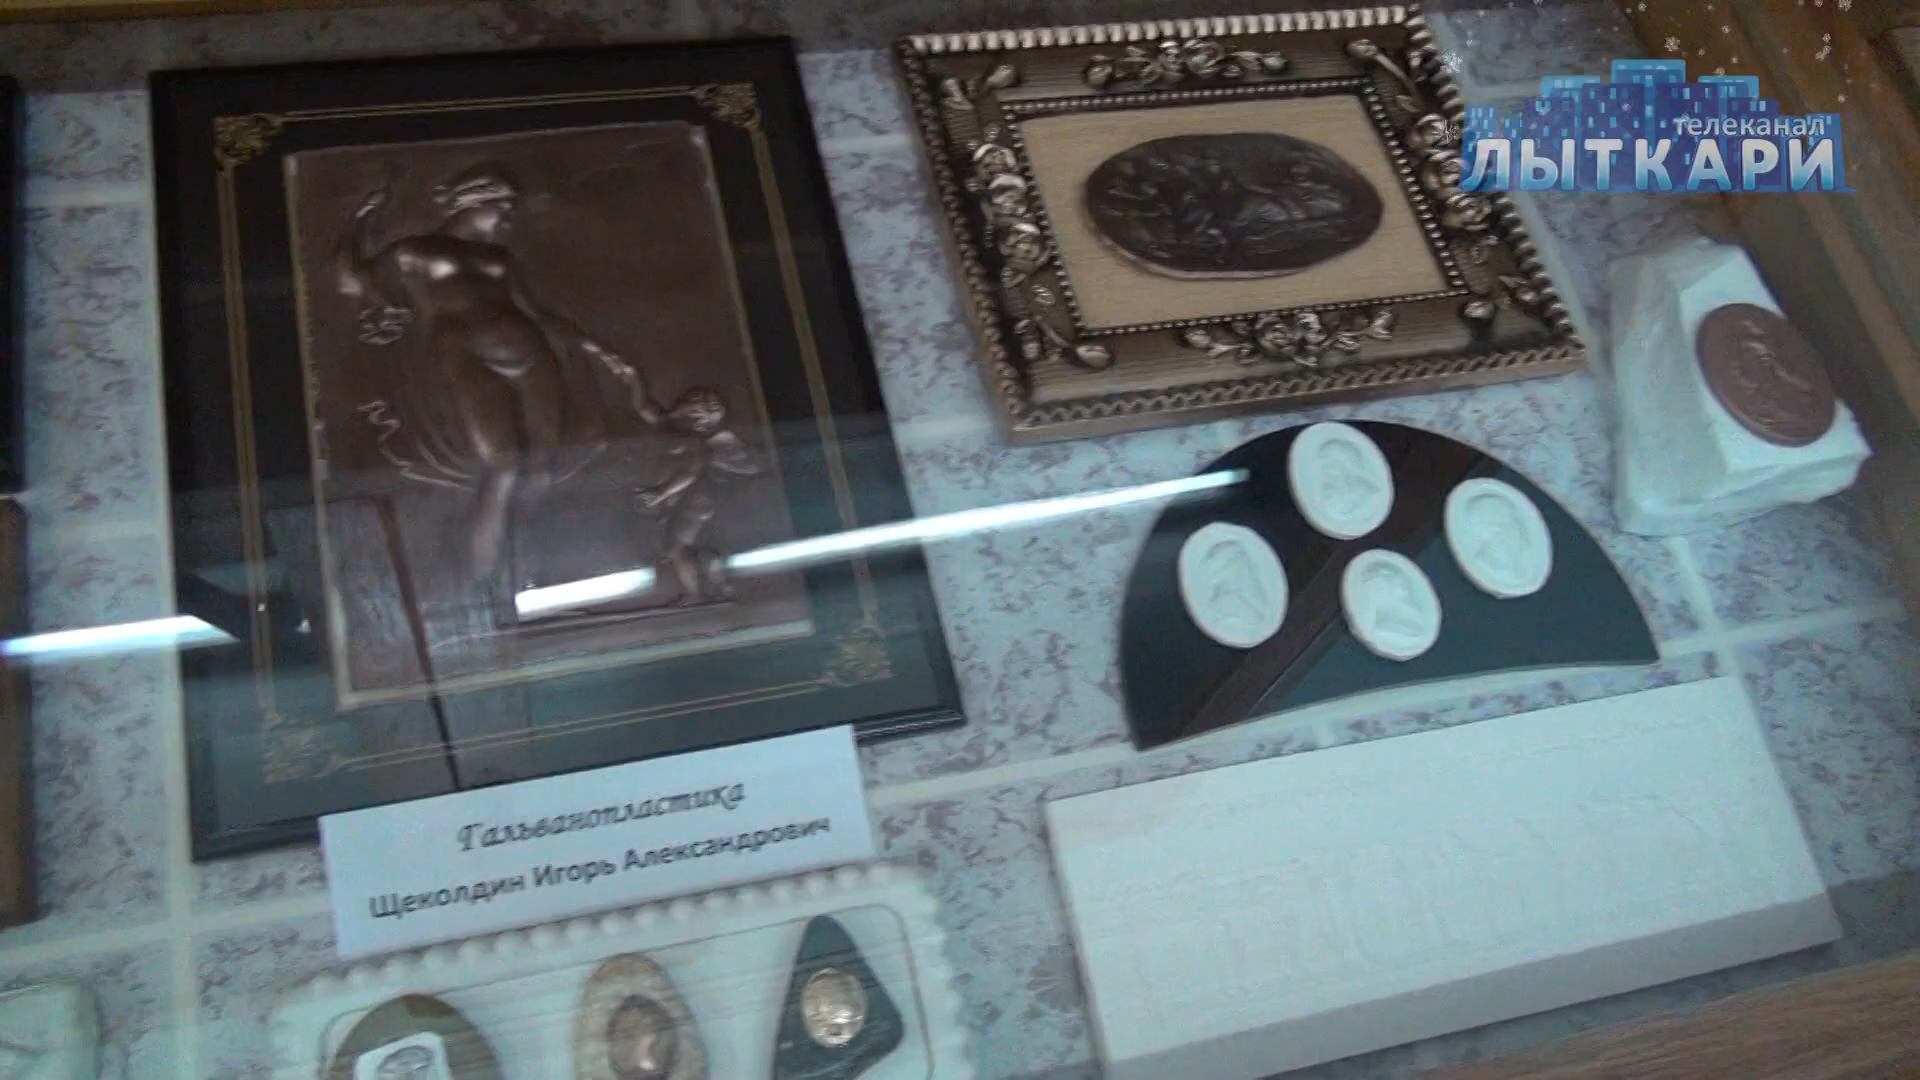 телеканал
ЛЫТКАРИ
Гальванопластика
Щеколдин Игорь Александрович